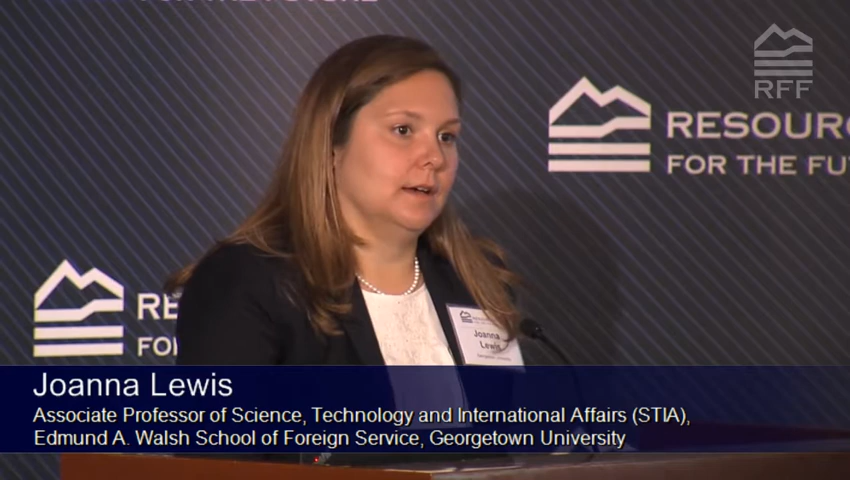 RFF
RESOUR
FOR THE FU
RE
FO
Joanna
Lewis
Joanna Lewis
Associate Professor of Science, Technology and International Affairs (STIA),
Edmund A. Walsh School of Foreign Service, Georgetown University